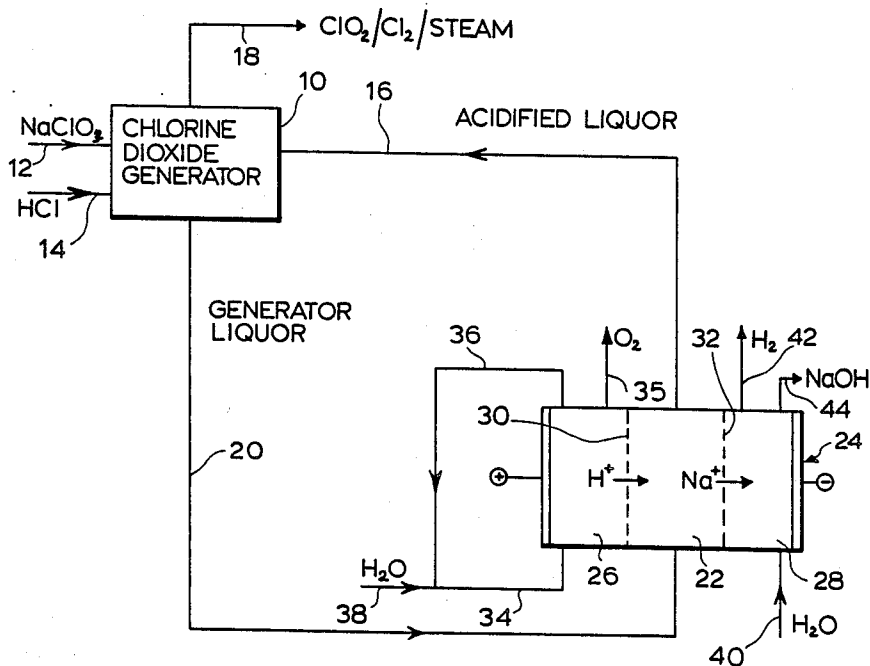 ClO₂/Cl₂/STEAM
18
10
16
ACIDIFIED LIQUOR
NaClO₃
12
CHLORINE
DIOXIDE
GENERATOR
HCl
14
GENERATOR
LIQUOR
36
O₂
32
H₂
42
35
NaOH
44
30
24
20
+
H⁺
Na⁺
−
26
22
28
H₂O
38
34
40
H₂O